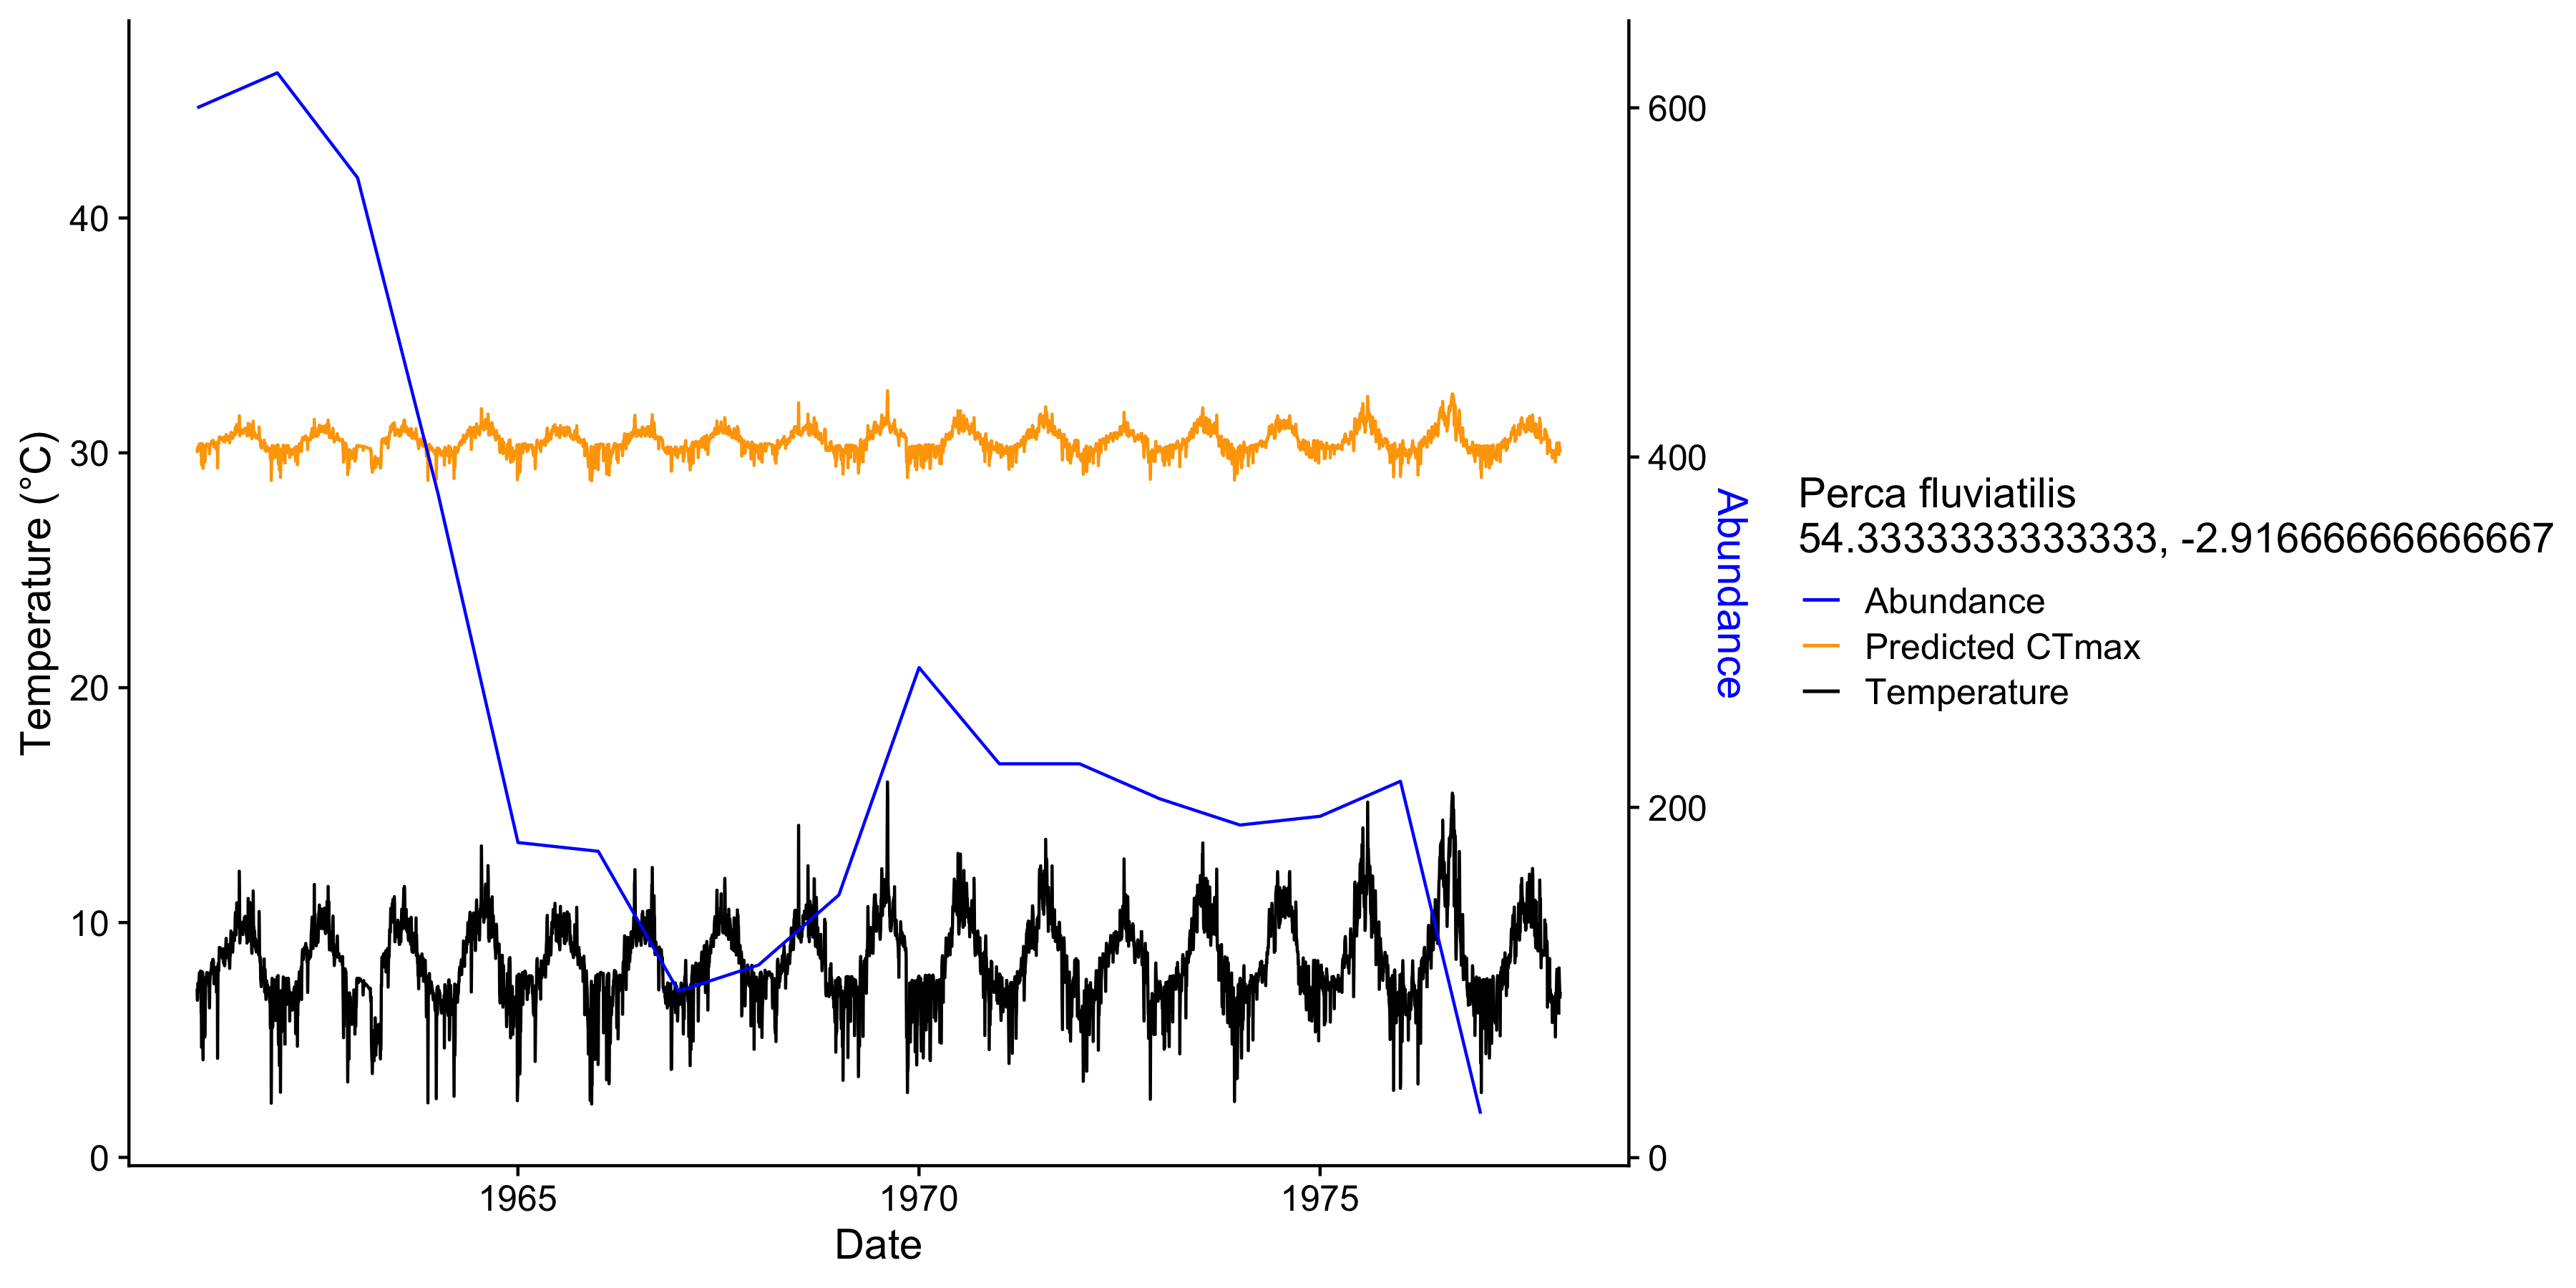 Temperature (°C)
40
30
20
10
0
1965
1970
1975
Date
600
400
200
0
Abundance
Perca fluviatilis
54.3333333333333, -2.91666666666667
Abundance
Predicted CTmax
Temperature